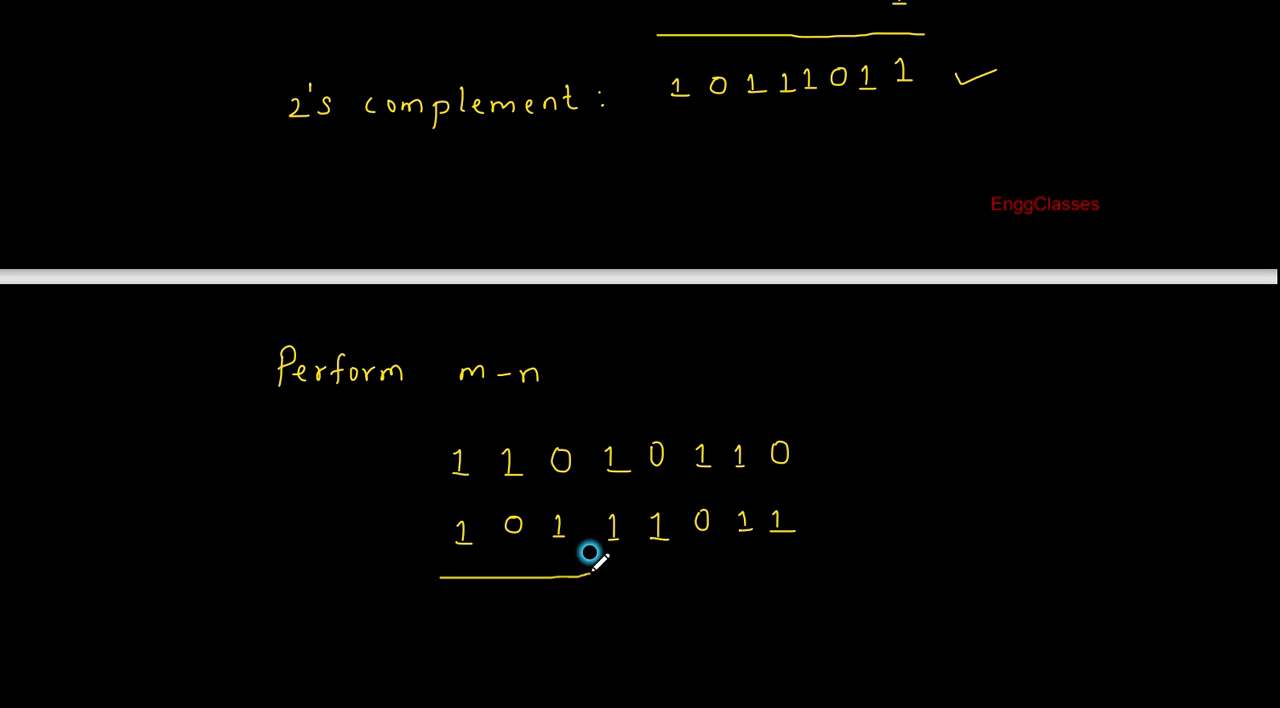 1 0 1 1 1 0 1 1
2's complement :
EnggClasses
Perform m - n
1 1 0 1 0 1 1 0
1 0 1 1 1 0 1 1